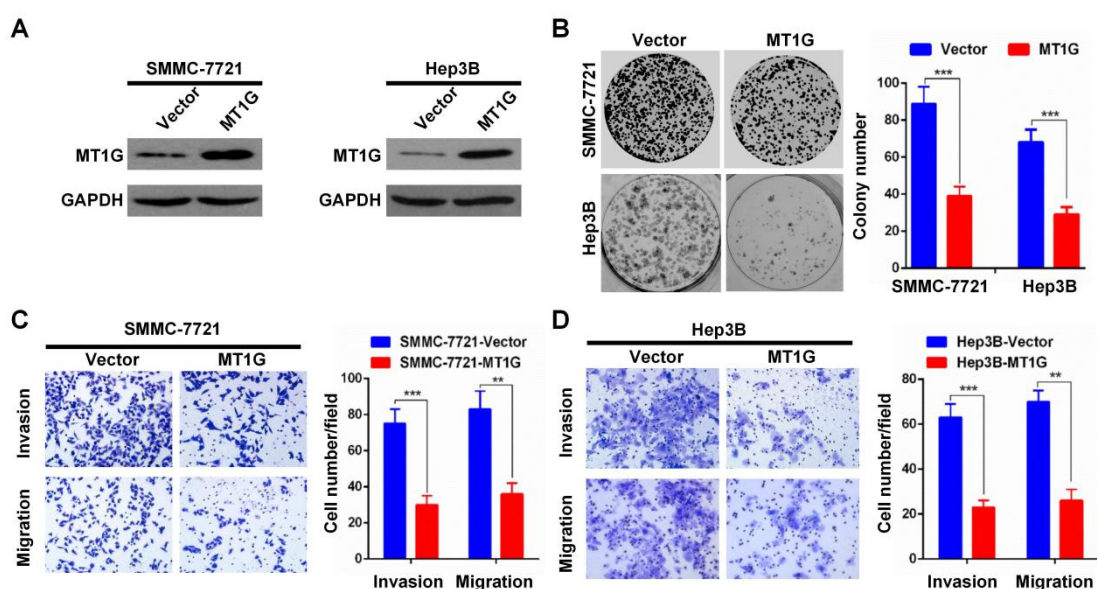 A
SMMC-7721
Vector
MT1G
MT1G
GAPDH
Hep3B
Vector
MT1G
MT1G
GAPDH
B
Vector
MT1G
SMMC-7721
Hep3B
Vector
MT1G
Colony number
100
80
60
40
20
0
***
***
SMMC-7721
Hep3B
C
SMMC-7721
Vector
MT1G
Invasion
Migration
SMMC-7721-Vector
SMMC-7721-MT1G
Cell number/field
100
80
60
40
20
0
***
**
Invasion
Migration
D
Hep3B
Vector
MT1G
Invasion
Migration
Hep3B-Vector
Hep3B-MT1G
Cell number/field
80
60
40
20
0
***
**
Invasion
Migration